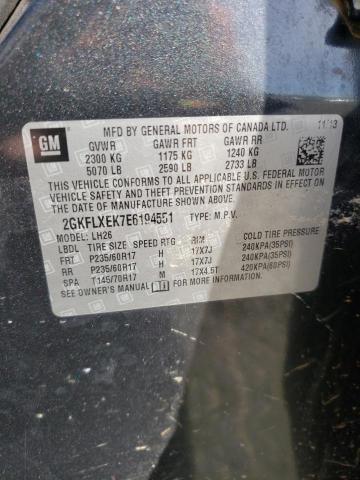 GM
MFD BY GENERAL MOTORS OF CANADA LTD. 11/13
GVWR GAWR FRT GAWR RR
2300 KG 1175 KG 1240 KG
5070 LB 2590 LB 2733 LB
THIS VEHICLE CONFORMS TO ALL APPLICABLE U.S. FEDERAL MOTOR
VEHICLE SAFETY AND THEFT PREVENTION STANDARDS IN EFFECT ON
THE DATE OF MANUFACTURE SHOWN ABOVE.
2GKFLXEK7E6194551 TYPE: M.P.V.
MODEL: LH26
LBDL TIRE SIZE SPEED RTG RIM COLD TIRE PRESSURE
FRT P235/60R17 H 17X7J 240KPA(35PSI)
RR P235/60R17 H 17X7J 240KPA(35PSI)
SPA T145/70R17 M 17X4.5T 420KPA(60PSI)
SEE OWNER'S MANUAL